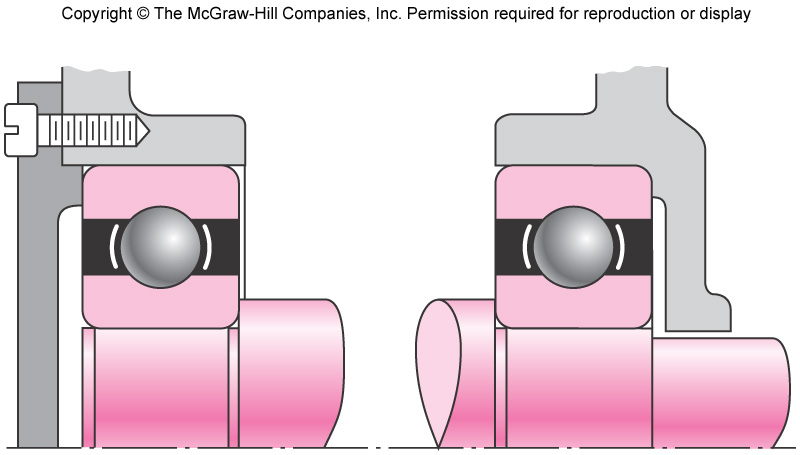 Copyright © The McGraw-Hill Companies, Inc. Permission required for reproduction or display